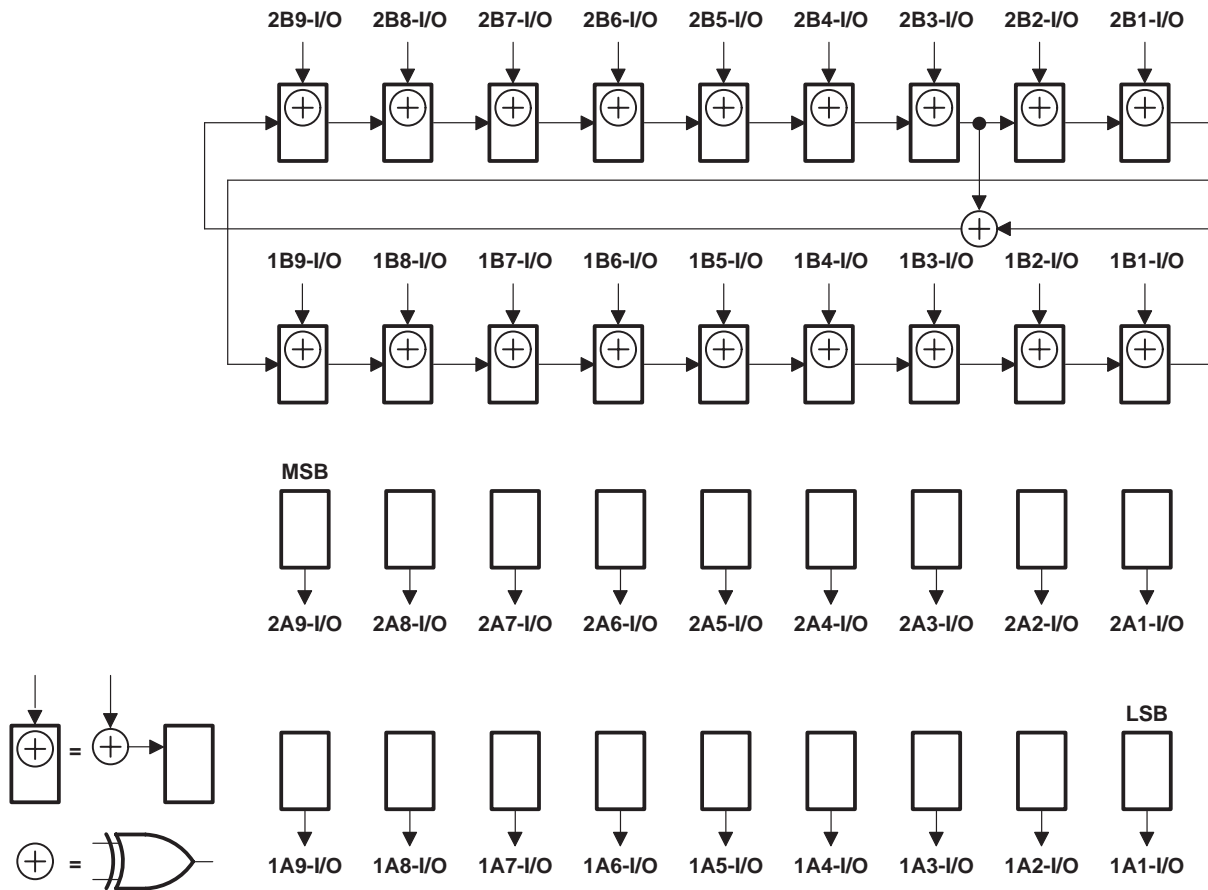 2B9-I/O 2B8-I/O 2B7-I/O 2B6-I/O 2B5-I/O 2B4-I/O 2B3-I/O 2B2-I/O 2B1-I/O
1B9-I/O 1B8-I/O 1B7-I/O 1B6-I/O 1B5-I/O 1B4-I/O 1B3-I/O 1B2-I/O 1B1-I/O
MSB
2A9-I/O 2A8-I/O 2A7-I/O 2A6-I/O 2A5-I/O 2A4-I/O 2A3-I/O 2A2-I/O 2A1-I/O
LSB
=
=
1A9-I/O 1A8-I/O 1A7-I/O 1A6-I/O 1A5-I/O 1A4-I/O 1A3-I/O 1A2-I/O 1A1-I/O